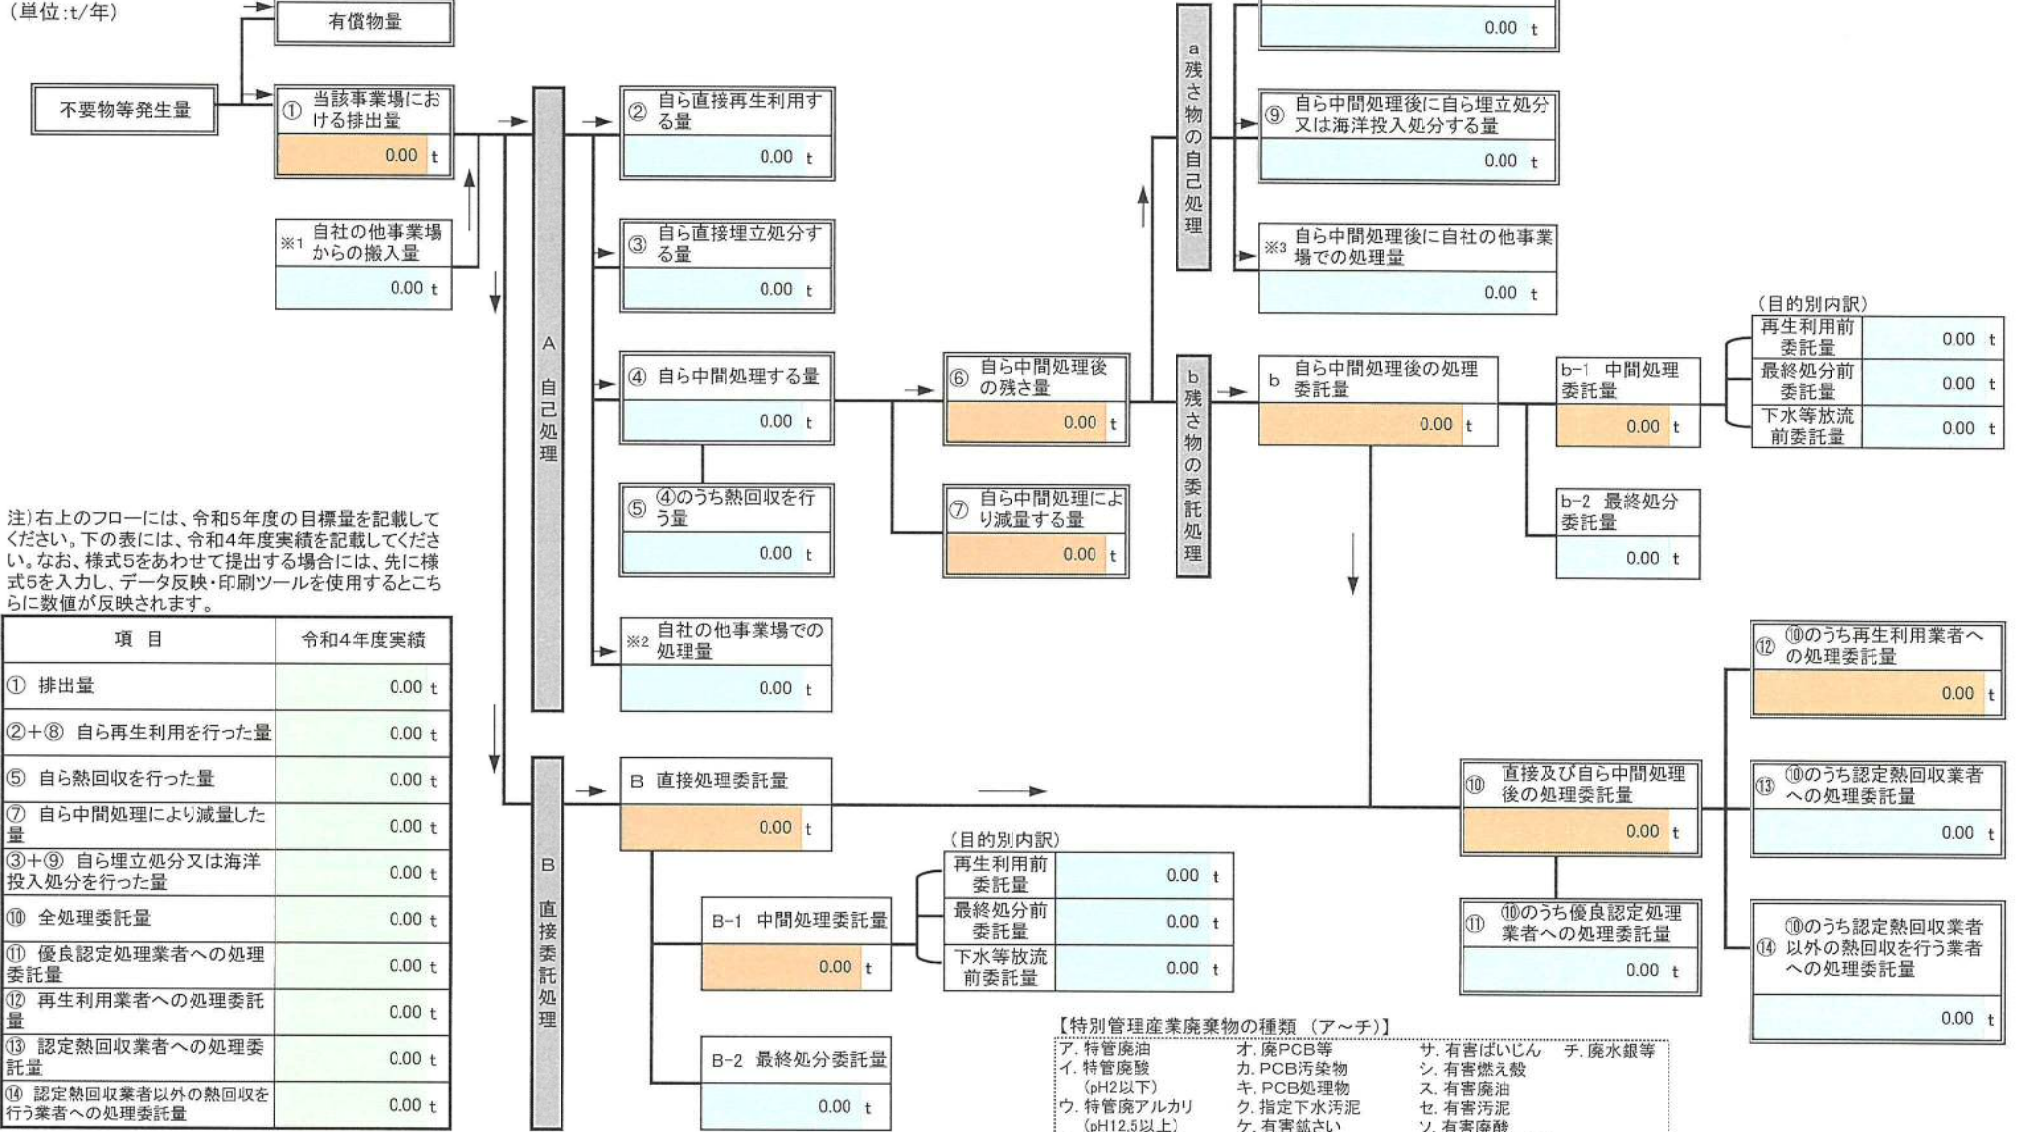 (単位:t/年)
有償物量
不要物等発生量
① 当該事業場にお
ける排出量
0.00 t
※1 自社の他事業場
からの搬入量
0.00 t
A 自己処理
② 自ら直接再生利用す
る量
0.00 t
③ 自ら直接埋立処分す
る量
0.00 t
④ 自ら中間処理する量
0.00 t
⑤ ④のうち熱回収を行
う量
0.00 t
※2 自社の他事業場での
処理量
0.00 t
⑥ 自ら中間処理後
の残さ量
0.00 t
⑦ 自ら中間処理によ
り減量する量
0.00 t
a 残さ物の自己処理
0.00 t
⑨ 自ら中間処理後に自ら埋立処分
又は海洋投入処分する量
0.00 t
※3 自ら中間処理後に自社の他事業
場での処理量
0.00 t
b 残さ物の委託処理
b 自ら中間処理後の処理
委託量
0.00 t
b-1 中間処理
委託量
0.00 t
(目的別内訳)
再生利用前
委託量
0.00 t
最終処分前
委託量
0.00 t
下水等放流
前委託量
0.00 t
b-2 最終処分
委託量
0.00 t
注)右上のフローには、令和5年度の目標量を記載して
ください。下の表には、令和4年度実績を記載してくださ
い。なお、様式5をあわせて提出する場合には、先に様
式5を入力し、データ反映・印刷ツールを使用するとこち
らに数値が反映されます。
項 目 令和4年度実績
① 排出量 0.00 t
②+⑧ 自ら再生利用を行った量 0.00 t
⑤ 自ら熱回収を行った量 0.00 t
⑦ 自ら中間処理により減量した
量 0.00 t
③+⑨ 自ら埋立処分又は海洋
投入処分を行った量 0.00 t
⑩ 全処理委託量 0.00 t
⑪ 優良認定処理業者への処理
委託量 0.00 t
⑫ 再生利用業者への処理委託
量 0.00 t
⑬ 認定熱回収業者への処理委
託量 0.00 t
⑭ 認定熱回収業者以外の熱回収を
行う業者への処理委託量 0.00 t
B 直接委託処理
B 直接処理委託量
0.00 t
B-1 中間処理委託量
0.00 t
(目的別内訳)
再生利用前
委託量
0.00 t
最終処分前
委託量
0.00 t
下水等放流
前委託量
0.00 t
B-2 最終処分委託量
0.00 t
⑩ 直接及び自ら中間処理
後の処理委託量
0.00 t
⑪ ⑩のうち優良認定処理
業者への処理委託量
0.00 t
⑫ ⑩のうち再生利用業者へ
の処理委託量
0.00 t
⑬ ⑩のうち認定熱回収業者
への処理委託量
0.00 t
⑭ ⑩のうち認定熱回収業者
以外の熱回収を行う業者
への処理委託量
0.00 t
【特別管理産業廃棄物の種類 (ア~チ)】
ア. 特管廃油 オ. 廃PCB等 サ. 有害ばいじん チ. 廃水銀等
イ. 特管廃酸 カ. PCB汚染物 シ. 有害燃え殻
(pH2以下) キ. PCB処理物 ス. 有害廃油
ウ. 特管廃アルカリ ク. 指定下水汚泥 セ. 有害汚泥
(pH12.5以上) ケ. 有害鉱さい ソ. 有害廃酸